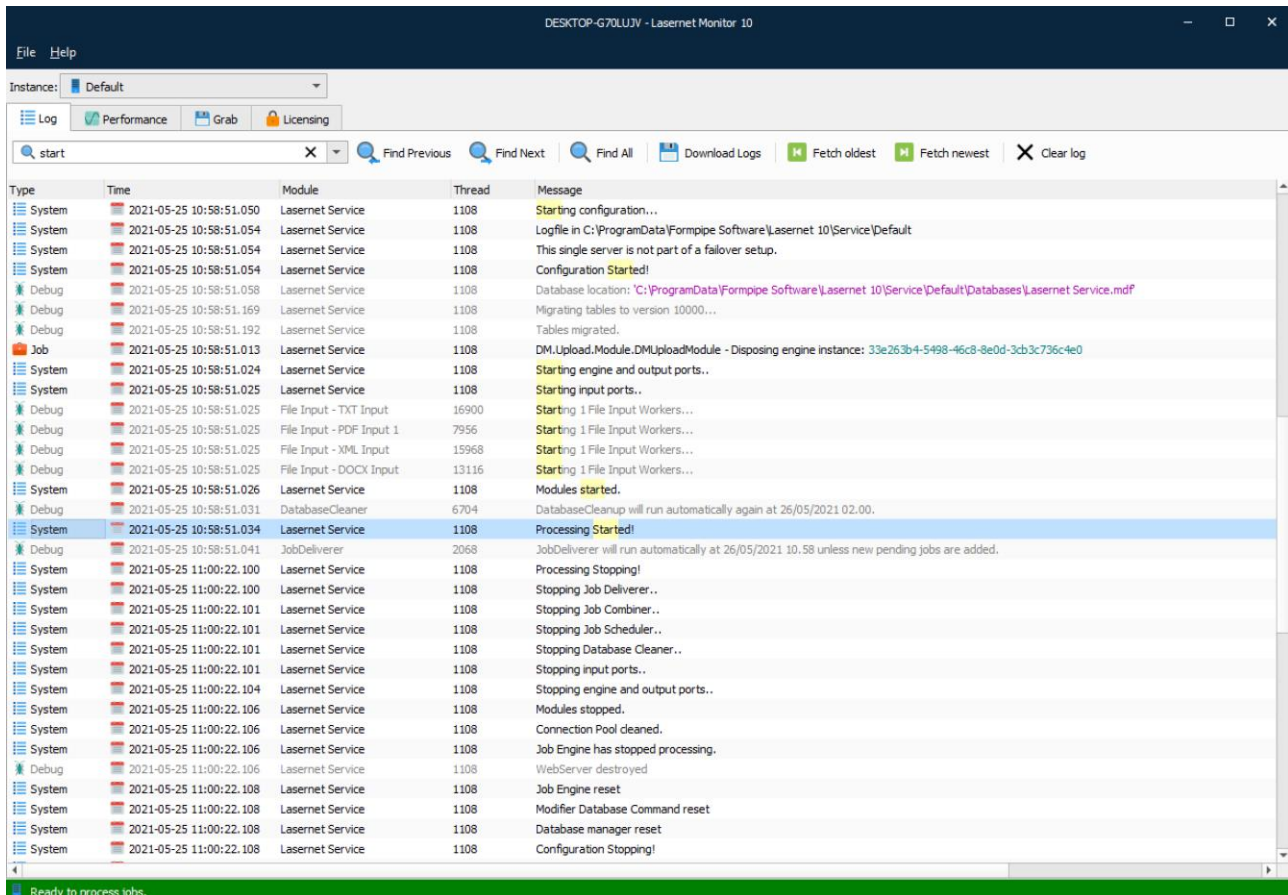 DESKTOP-G70LUJV - Lasernet Monitor 10
File Help
Instance: Default
Log Performance Grab Licensing
start Find Previous Find Next Find All Download Logs Fetch oldest Fetch newest Clear log
Type Time Module Thread Message
System 2021-05-25 10:58:51.050 Lasernet Service 1108 Starting configuration...
System 2021-05-25 10:58:51.054 Lasernet Service 1108 Logfile in C:\ProgramData\Formpipe Software\Lasernet 10\Service\Default
System 2021-05-25 10:58:51.054 Lasernet Service 1108 This single server is not part of a failover setup.
System 2021-05-25 10:58:51.054 Lasernet Service 1108 Configuration Started!
Debug 2021-05-25 10:58:51.058 Lasernet Service 1108 Database location: 'C:\ProgramData\Formpipe Software\Lasernet 10\Service\Default\Databases\Lasernet Service.mdf'
Debug 2021-05-25 10:58:51.169 Lasernet Service 1108 Migrating tables to version 10000...
Debug 2021-05-25 10:58:51.192 Lasernet Service 1108 Tables migrated.
Job 2021-05-25 10:58:51.013 Lasernet Service 1108 DM.Upload.Module.DMUploadModule - Disposing engine instance: 33e263b4-5498-46c8-8e0d-3cb3c736c4e0
System 2021-05-25 10:58:51.024 Lasernet Service 1108 Starting engine and output ports..
System 2021-05-25 10:58:51.025 Lasernet Service 1108 Starting input ports..
Debug 2021-05-25 10:58:51.025 File Input - TXT Input 16900 Starting 1 File Input Workers...
Debug 2021-05-25 10:58:51.025 File Input - PDF Input 1 7956 Starting 1 File Input Workers...
Debug 2021-05-25 10:58:51.025 File Input - XML Input 15968 Starting 1 File Input Workers...
Debug 2021-05-25 10:58:51.025 File Input - DOCX Input 13116 Starting 1 File Input Workers...
System 2021-05-25 10:58:51.026 Lasernet Service 1108 Modules started.
Debug 2021-05-25 10:58:51.031 DatabaseCleaner 6704 DatabaseCleanup will run automatically again at 26/05/2021 02.00.
System 2021-05-25 10:58:51.034 Lasernet Service 1108 Processing Started!
Debug 2021-05-25 10:58:51.041 JobDeliverer 2068 JobDeliverer will run automatically at 26/05/2021 10.58 unless new pending jobs are added.
System 2021-05-25 11:00:22.100 Lasernet Service 1108 Processing Stopping!
System 2021-05-25 11:00:22.100 Lasernet Service 1108 Stopping Job Deliverer..
System 2021-05-25 11:00:22.101 Lasernet Service 1108 Stopping Job Combiner..
System 2021-05-25 11:00:22.101 Lasernet Service 1108 Stopping Job Scheduler..
System 2021-05-25 11:00:22.101 Lasernet Service 1108 Stopping Database Cleaner..
System 2021-05-25 11:00:22.101 Lasernet Service 1108 Stopping input ports..
System 2021-05-25 11:00:22.104 Lasernet Service 1108 Stopping engine and output ports..
System 2021-05-25 11:00:22.106 Lasernet Service 1108 Modules stopped.
System 2021-05-25 11:00:22.106 Lasernet Service 1108 Connection Pool cleaned.
System 2021-05-25 11:00:22.106 Lasernet Service 1108 Job Engine has stopped processing.
Debug 2021-05-25 11:00:22.106 Lasernet Service 1108 WebServer destroyed
System 2021-05-25 11:00:22.108 Lasernet Service 1108 Job Engine reset
System 2021-05-25 11:00:22.108 Lasernet Service 1108 Modifier Database Command reset
System 2021-05-25 11:00:22.108 Lasernet Service 1108 Database manager reset
System 2021-05-25 11:00:22.108 Lasernet Service 1108 Configuration Stopping!
Ready to process jobs.